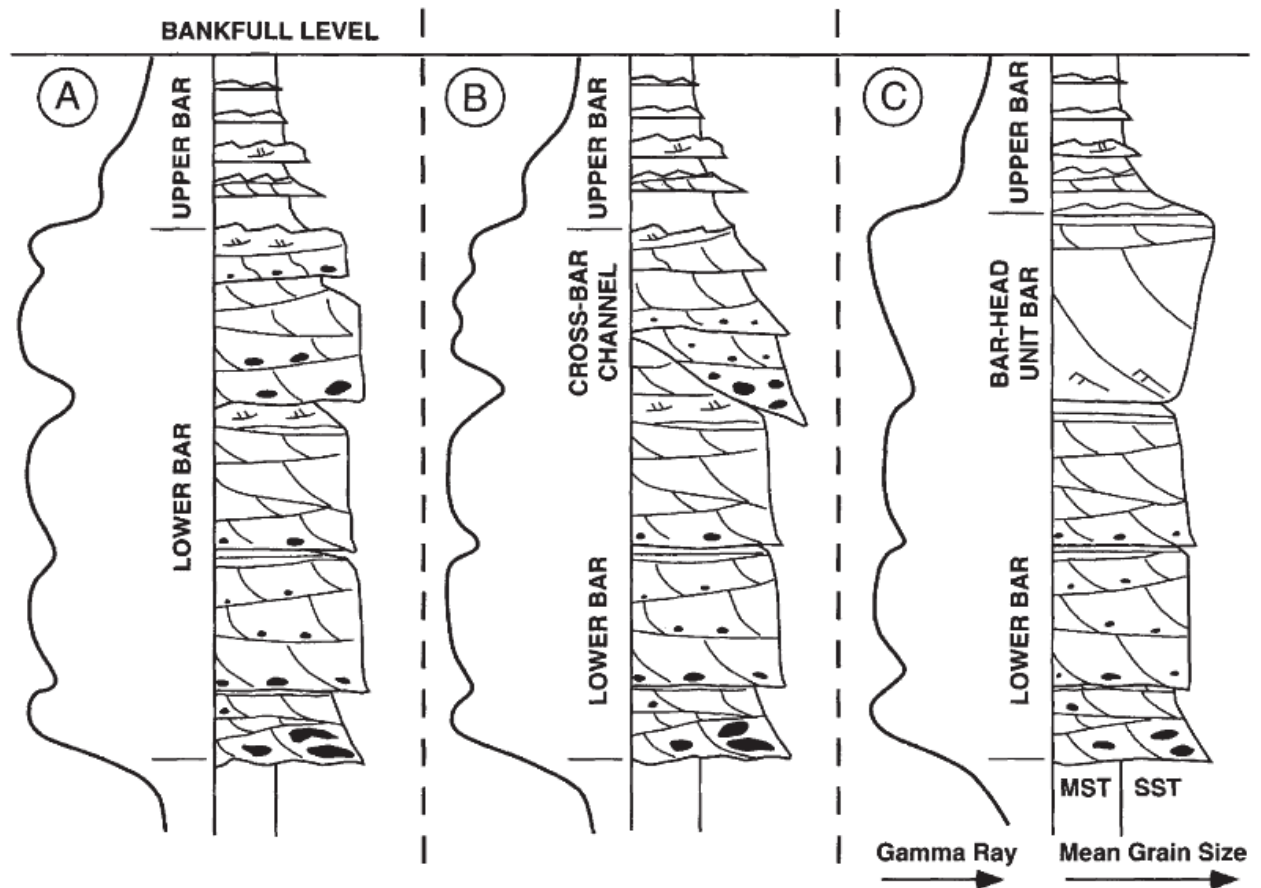 BANKFULL LEVEL
A
UPPER BAR
LOWER BAR
B
UPPER BAR
CROSS-BAR
CHANNEL
LOWER BAR
C
UPPER BAR
BAR-HEAD
UNIT BAR
LOWER BAR
MST SST
Gamma Ray
Mean Grain Size